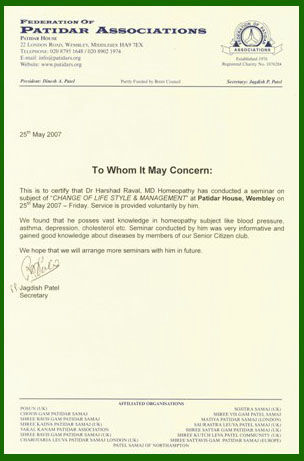 FEDERATION OF
PATIDAR ASSOCIATIONS
PATIDAR HOUSE
22 LONDON ROAD, WEMBLEY, MIDDLESEX HA9 7EX
TELEPHONE: 020 8795 1648 / 020 8902 1974
E-mail: info@patidars.org
Website: www.patidars.org
ASSOCIATIONS
Established 1976
Registered Charity No. 1076284
President: Dinesh A. Patel Partly Funded by Brent Council Secretary: Jagdish P. Patel
25th May 2007
To Whom It May Concern:
This is to certify that Dr Harshad Raval, MD Homeopathy has conducted a seminar on
subject of "CHANGE OF LIFE STYLE & MANAGEMENT" at Patidar House, Wembley on
25th May 2007 – Friday. Service is provided voluntarily by him.
We found that he posses vast knowledge in homeopathy subject like blood pressure,
asthma, depression, cholesterol etc. Seminar conducted by him was very informative and
gained good knowledge about diseases by members of our Senior Citizen club.
We hope that we will arrange more seminars with him in future.
Jagdish Patel
Secretary
AFFILIATED ORGANISATIONS
CHOVIS GAM PATIDAR SAMAJ
SHREE BAVIS GAM PATIDAR SAMAJ
SHREE KADVA PATIDAR SAMAJ (UK)
SAKAL KANAM PATIDAR ASSOCIATION
SHREE BAVIS GAM PATIDAR SAMAJ (UK)
CHAROTARIA LEUVA PATIDAR SAMAJ LONDON (UK)
SOJITRA SAMAJ (UK)
SHREE VIS GAM PATEL SAMAJ
MATIYA PATIDAR SAMAJ (LONDON)
SAURASTRA LEUVA PATEL SAMAJ (UK)
SHREE SATTAR GAM PATIDAR SAMAJ (UK)
SHREE KUTCH LEVA PATEL COMMUNITY (UK)
SHREE SATTAVIS GAM PATIDAR SAMAJ (EUROPE)
PATEL SAMAJ OF NORTHAMPTON